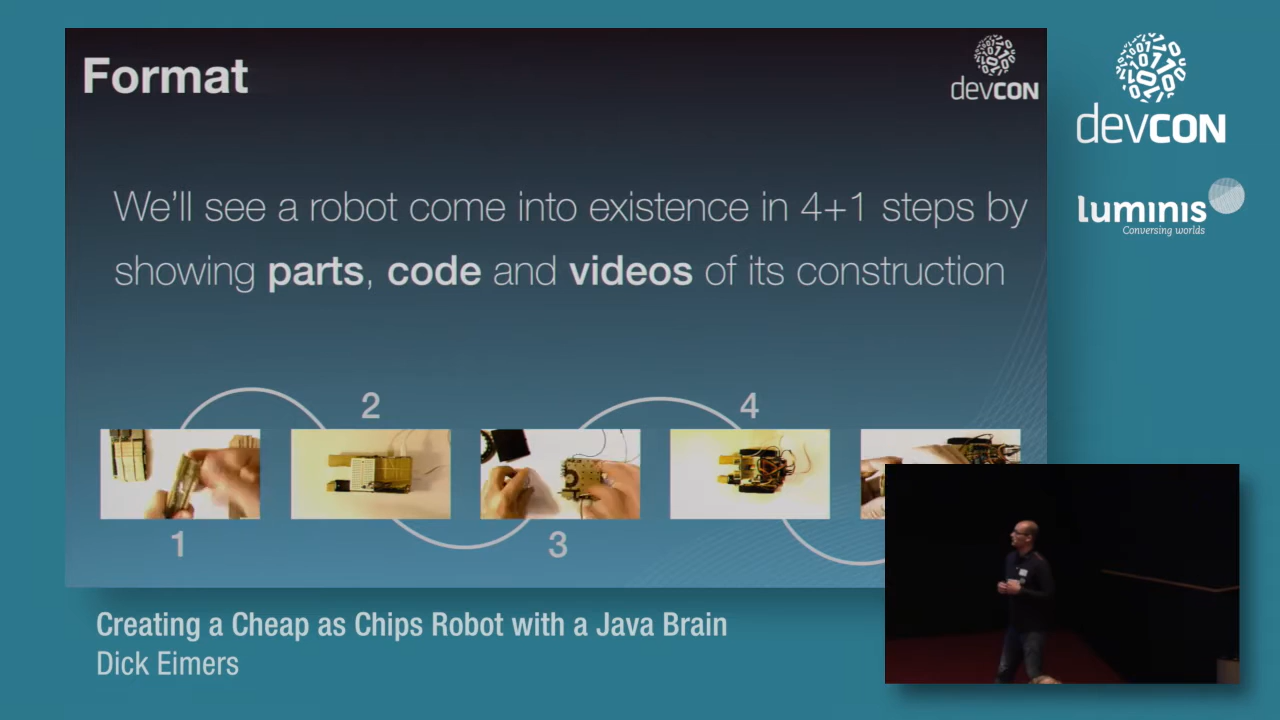 Format
devcon
We'll see a robot come into existence in 4+1 steps by
showing parts, code and videos of its construction
2
4
1
3
Creating a Cheap as Chips Robot with a Java Brain
Dick Eimers
devcon
luminis
Conversing worlds